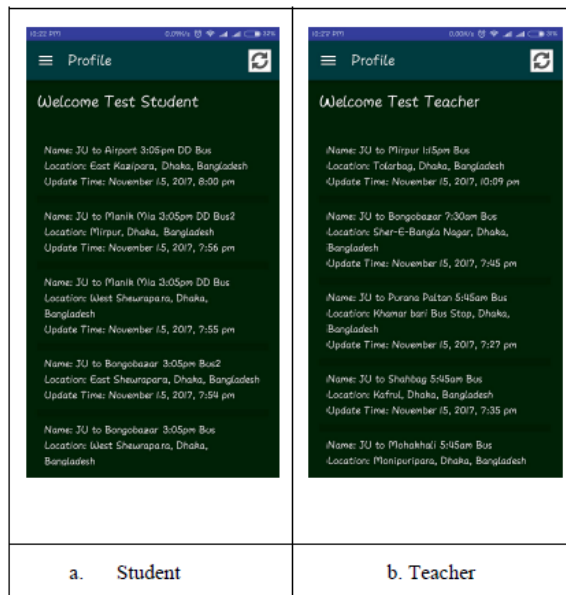 10:22 PM
32%
Profile
Welcome Test Student
Name: JU to Airport 3:05pm DD Bus
Location: East Kazipara, Dhaka, Bangladesh
Update Time: November 15, 2017, 8:00 pm
Name: JU to Manik Mia 3:05pm DD Bus2
Location: Mirpur, Dhaka, Bangladesh
Update Time: November 15, 2017, 7:56 pm
Name: JU to Manik Mia 3:05pm DD Bus
Location: West Shewrapara, Dhaka,
Bangladesh
Update Time: November 15, 2017, 7:55 pm
Name: JU to Bongobazar 3:05pm Bus2
Location: East Shewrapara, Dhaka, Bangladesh
Update Time: November 15, 2017, 7:54 pm
Name: JU to Bongobazar 3:05pm Bus
Location: West Shewrapara, Dhaka,
Bangladesh
a. Student
10:27 PM
31%
Profile
Welcome Test Teacher
Name: JU to Mirpur 1:15pm Bus
Location: Tolarbag, Dhaka, Bangladesh
Update Time: November 15, 2017, 10:09 pm
Name: JU to Bongobazar 7:30am Bus
Location: Sher-E-Bangla Nagar, Dhaka,
Bangladesh
Update Time: November 15, 2017, 7:45 pm
Name: JU to Purana Paltan 5:45am Bus
Location: Khamar bari Bus Stop, Dhaka,
Bangladesh
Update Time: November 15, 2017, 7:27 pm
Name: JU to Shahbag 5:45am Bus
Location: Kafrul, Dhaka, Bangladesh
Update Time: November 15, 2017, 7:35 pm
Name: JU to Mohakhali 5:45am Bus
Location: Monipuripara, Dhaka, Bangladesh
b. Teacher